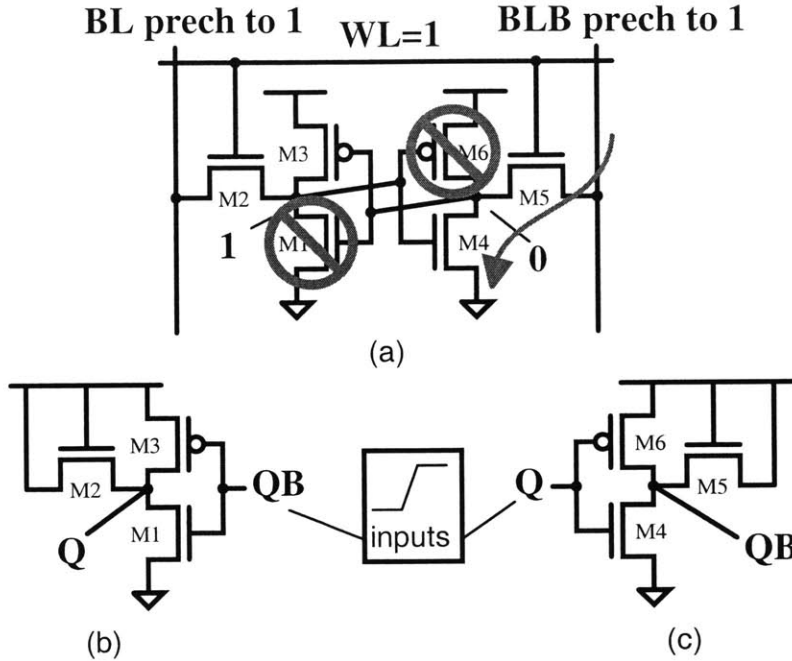 BL prech to 1
WL=1
BLB prech to 1
M3
M6
M2
M5
1
M1
M4
0
(a)
M3
M6
M2
QB
Q
M5
M1
inputs
M4
Q
QB
(b)
(c)